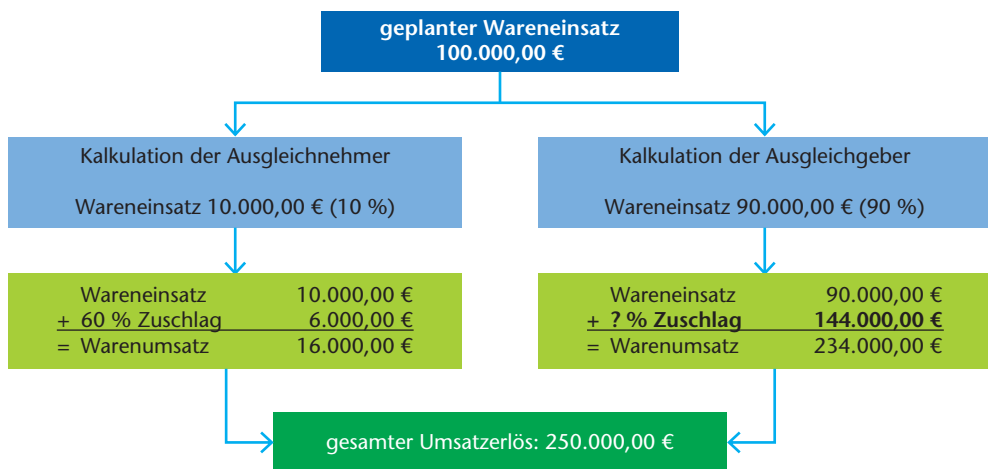 geplanter Wareneinsatz
100.000,00 €
Kalkulation der Ausgleichnehmer
Wareneinsatz 10.000,00 € (10 %)
Kalkulation der Ausgleichgeber
Wareneinsatz 90.000,00 € (90 %)
Wareneinsatz 10.000,00 €
+ 60 % Zuschlag 6.000,00 €
= Warenumsatz 16.000,00 €
Wareneinsatz 90.000,00 €
+ ? % Zuschlag 144.000,00 €
= Warenumsatz 234.000,00 €
gesamter Umsatzerlös: 250.000,00 €